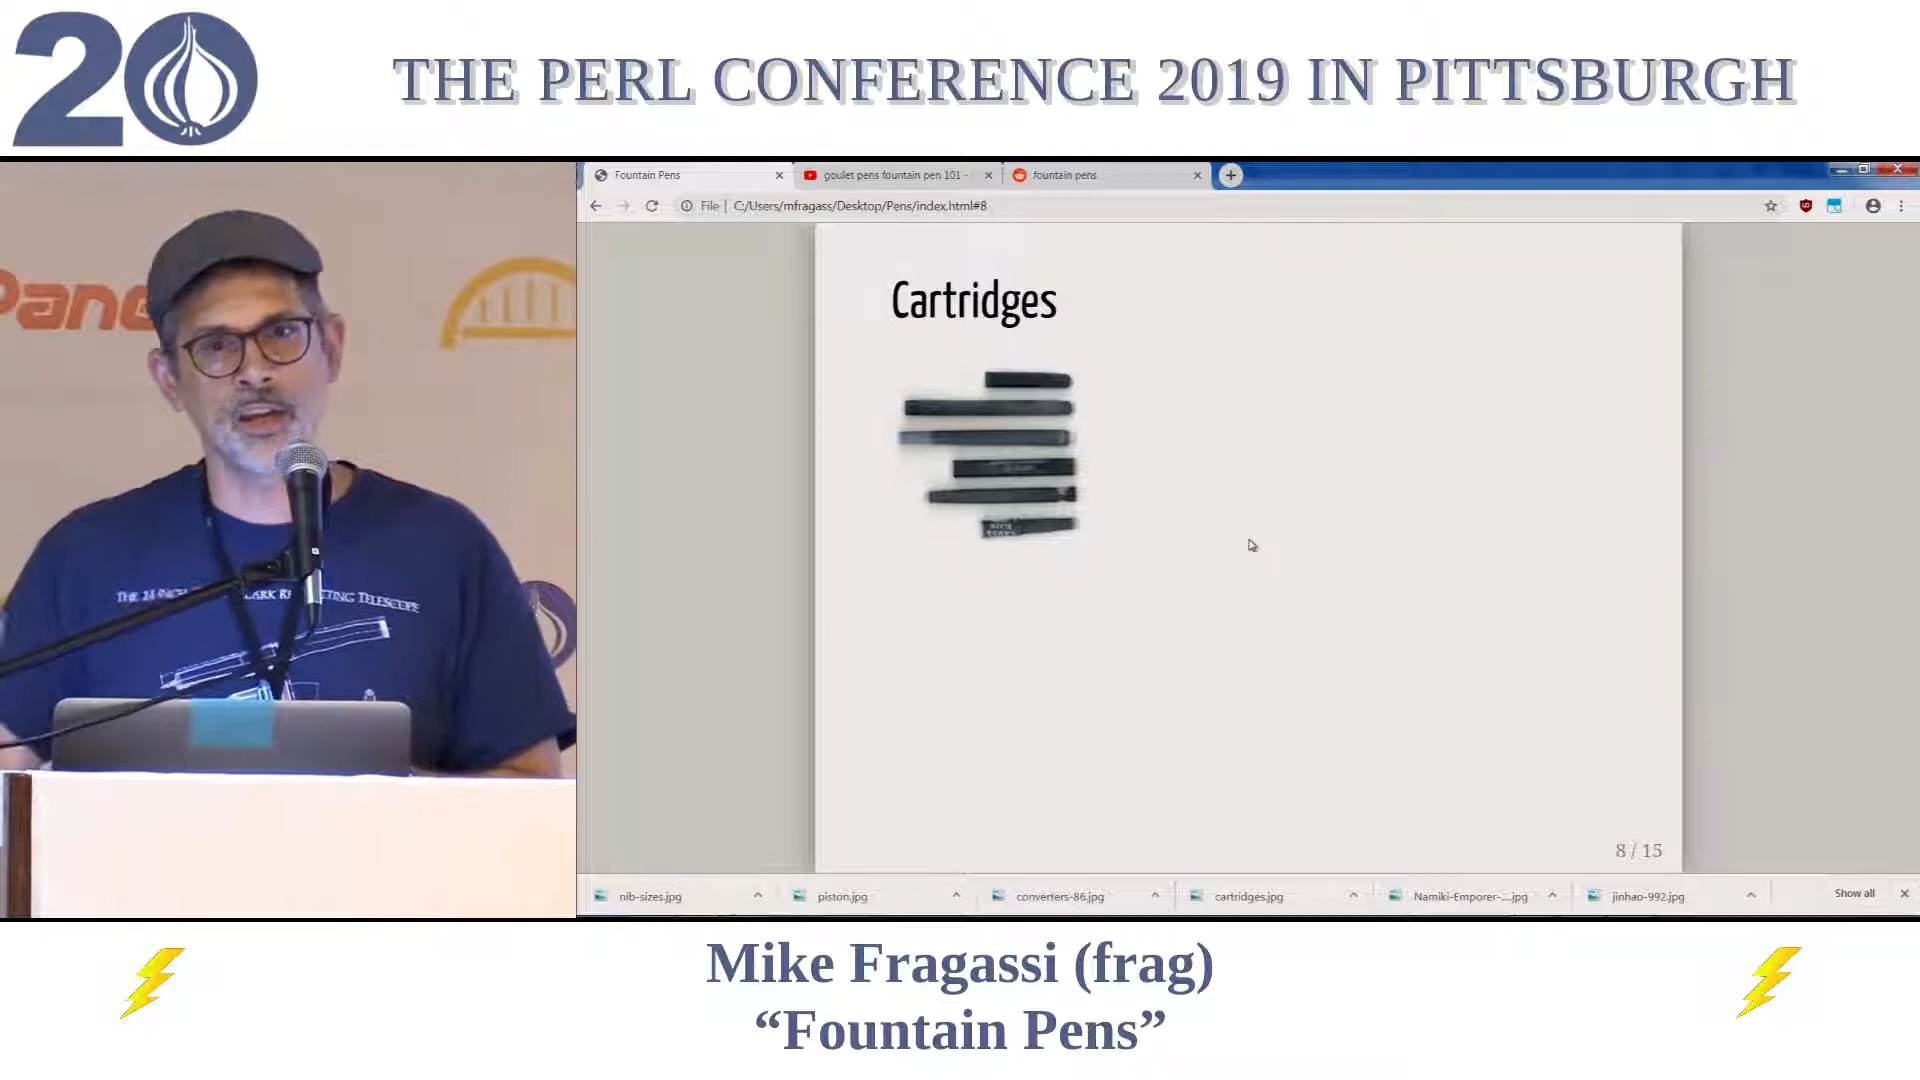 20
THE PERL CONFERENCE 2019 IN PITTSBURGH
Fountain Pens
goulet pens fountain pen 101 -
fountain pens
File | C:/Users/mfragass/Desktop/Pens/index.html#8
Cartridges
8 / 15
nib-sizes.jpg
piston.jpg
converters-86.jpg
cartridges.jpg
Namiki-Emporer-....jpg
jinhao-992.jpg
Show all
THE
TELESCOPE
Mike Fragassi (frag)
“Fountain Pens”